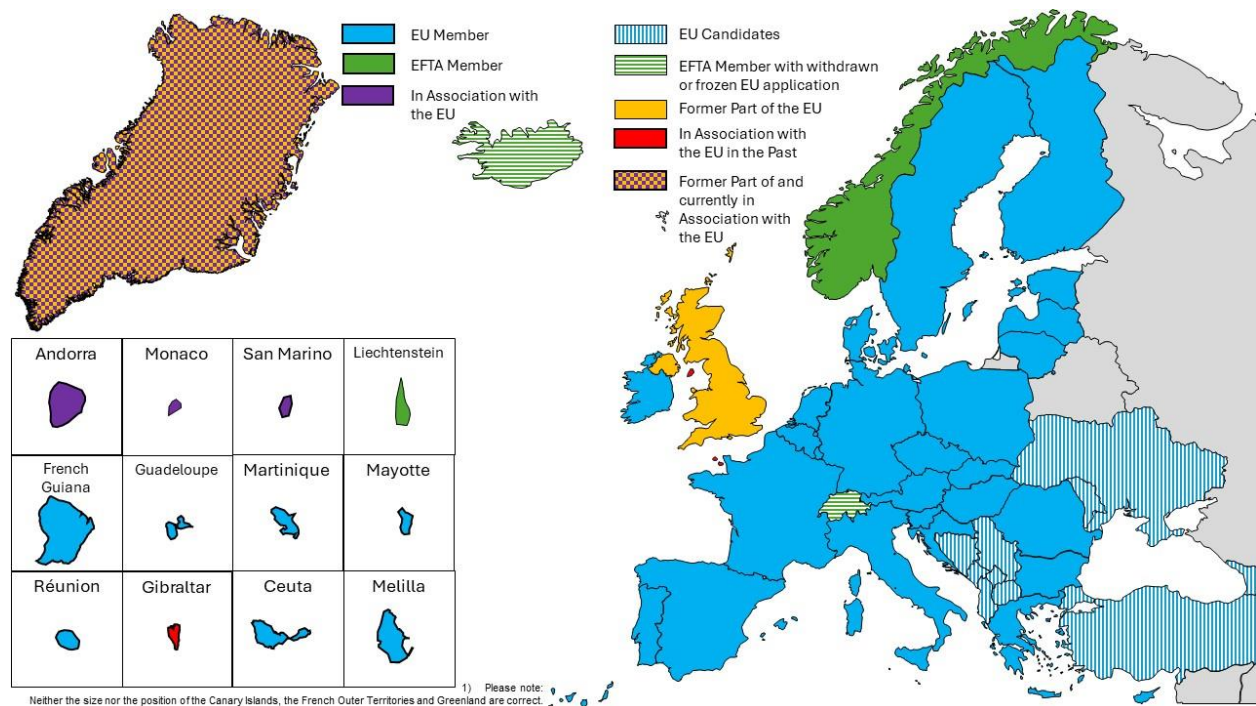 EU Member
EFTA Member
In Association with
the EU
EU Candidates
EFTA Member with withdrawn
or frozen EU application
Former Part of the EU
In Association with
the EU in the Past
Former Part of and
currently in
Association with
the EU
Andorra
Monaco
San Marino
Liechtenstein
French
Guiana
Guadeloupe
Martinique
Mayotte
Réunion
Gibraltar
Ceuta
Melilla
1) Please note:
Neither the size nor the position of the Canary Islands, the French Outer Territories and Greenland are correct.